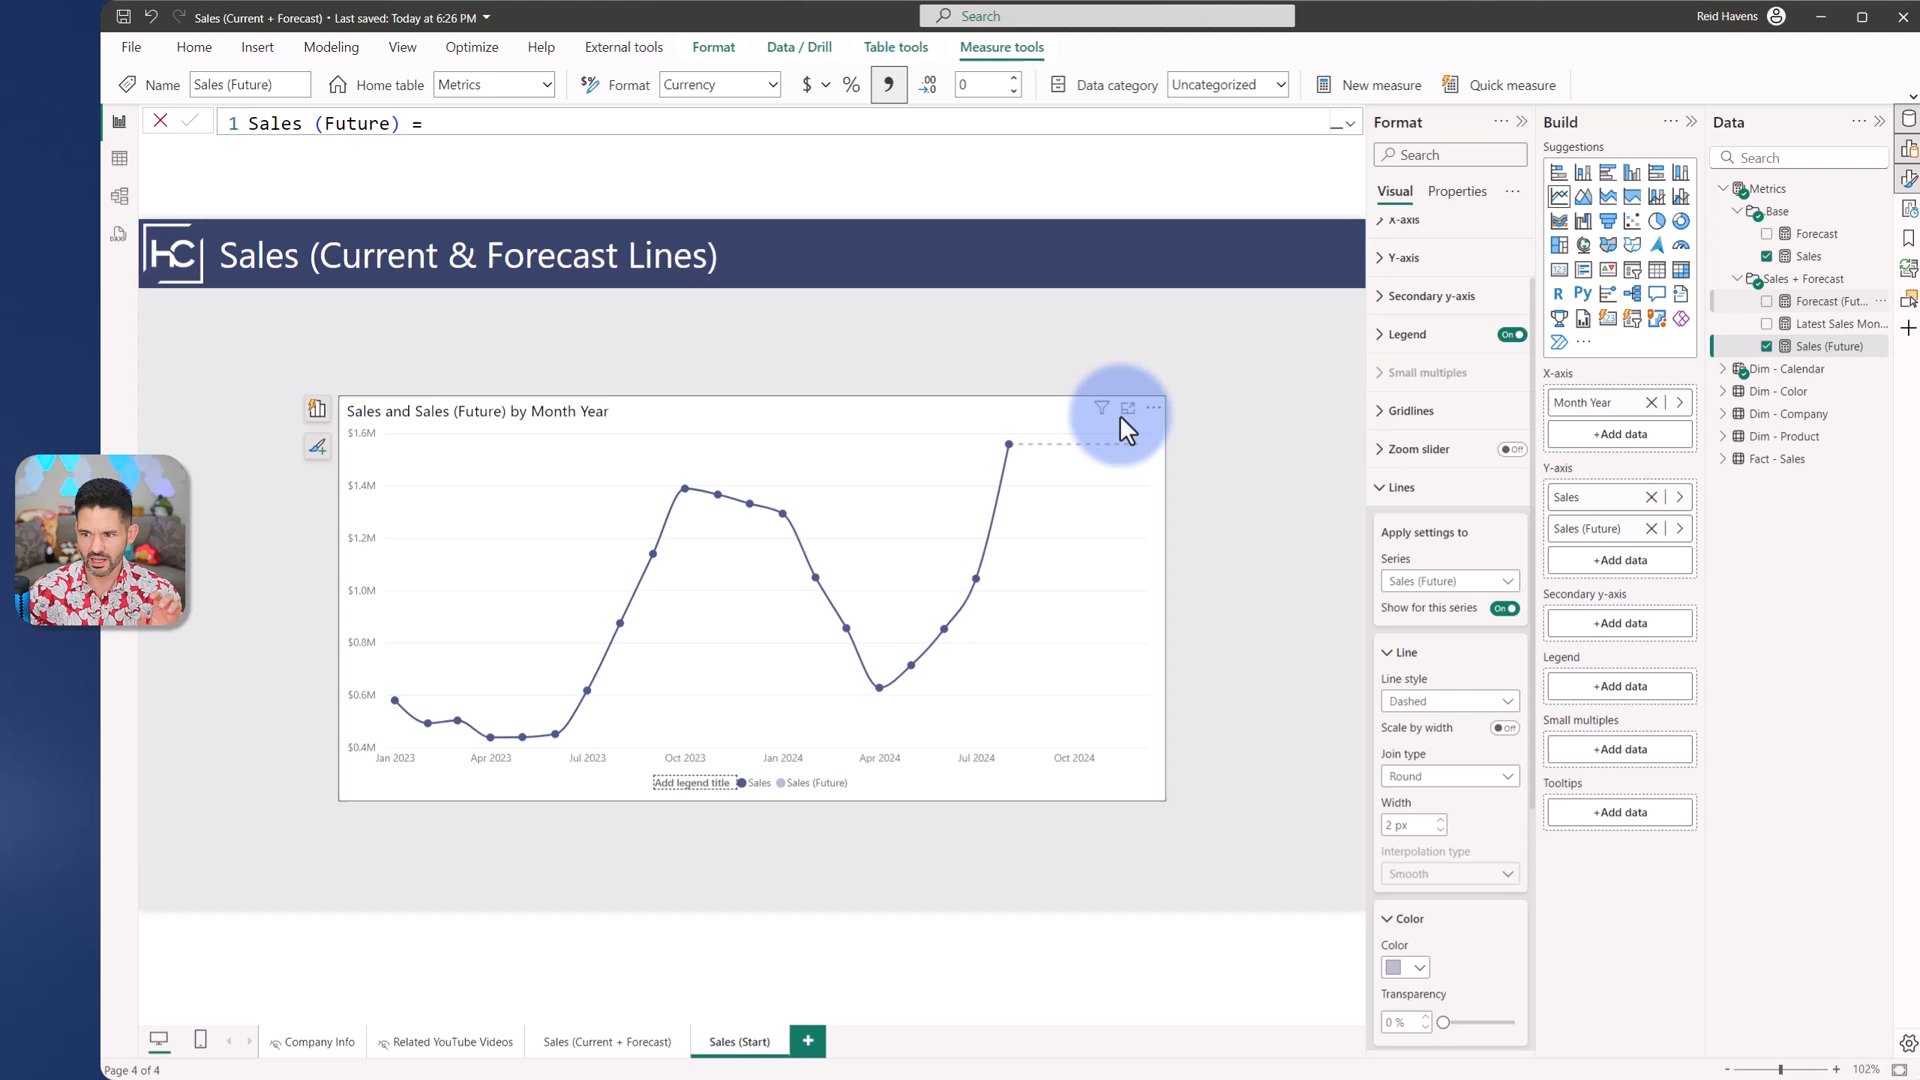 Sales (Current + Forecast) • Last saved: Today at 6:26 PM
Search
Reid Havens
File
Home
Insert
Modeling
View
Optimize
Help
External tools
Format
Data / Drill
Table tools
Measure tools
Name
Sales (Future)
Home table
Metrics
Format
Currency
$
%
0
Data category
Uncategorized
New measure
Quick measure
1 Sales (Future) =
HC
Sales (Current & Forecast Lines)
Sales and Sales (Future) by Month Year
$1.6M
$1.4M
$1.2M
$1.0M
$0.8M
$0.6M
$0.4M
Jan 2023
Apr 2023
Jul 2023
Oct 2023
Jan 2024
Apr 2024
Jul 2024
Oct 2024
Add legend title
Sales
Sales (Future)
Format
Search
Visual
Properties
X-axis
Y-axis
Secondary y-axis
Legend
On
Small multiples
Gridlines
Zoom slider
Off
Lines
Apply settings to
Series
Sales (Future)
Show for this series
On
Line
Line style
Dashed
Scale by width
Off
Join type
Round
Width
2 px
Interpolation type
Smooth
Color
Color
Transparency
0 %
Build
Suggestions
R
Py
X-axis
Month Year
+Add data
Y-axis
Sales
Sales (Future)
+Add data
Secondary y-axis
+Add data
Legend
+Add data
Small multiples
+Add data
Tooltips
+Add data
Data
Search
Metrics
Base
Forecast
Sales
Sales + Forecast
Forecast (Fut...
Latest Sales Mon...
Sales (Future)
Dim - Calendar
Dim - Color
Dim - Company
Dim - Product
Fact - Sales
Company Info
Related YouTube Videos
Sales (Current + Forecast)
Sales (Start)
Page 4 of 4
102%